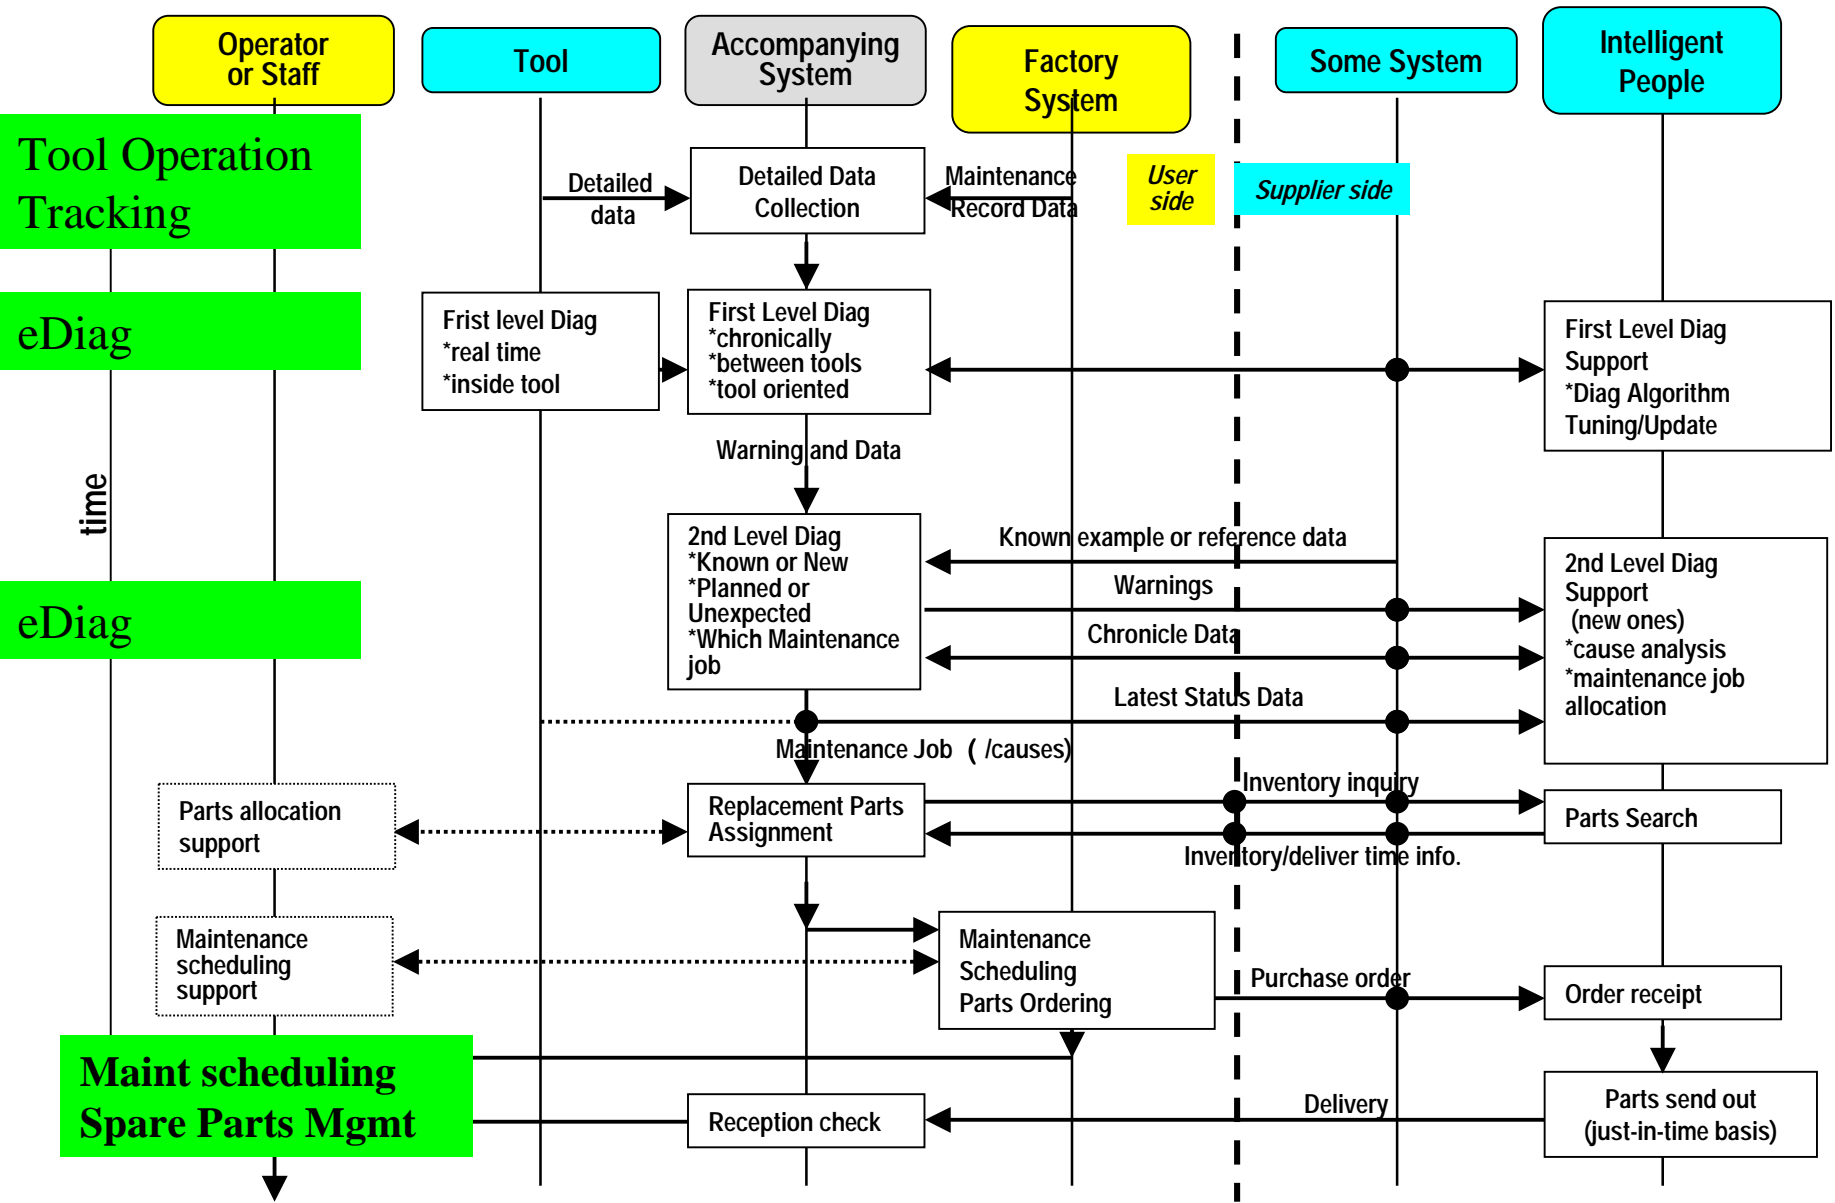 Operator
or Staff
Tool
Accompanying
System
Factory
System
Some System
Intelligent
People
Tool Operation
Tracking
Detailed
data
Detailed Data
Collection
Maintenance
Record Data
User
side
Supplier side
eDiag
Frist level Diag
*real time
*inside tool
First Level Diag
*chronically
*between tools
*tool oriented
First Level Diag
Support
*Diag Algorithm
Tuning/Update
Warning and Data
time
2nd Level Diag
*Known or New
*Planned or
Unexpected
*Which Maintenance
job
Known example or reference data
Warnings
Chronicle Data
Latest Status Data
2nd Level Diag
Support
(new ones)
*cause analysis
*maintenance job
allocation
eDiag
Maintenance Job ( /causes)
Parts allocation
support
Replacement Parts
Assignment
Inventory inquiry
Inventory/deliver time info.
Parts Search
Maintenance
scheduling
support
Maintenance
Scheduling
Parts Ordering
Purchase order
Order receipt
Maint scheduling
Spare Parts Mgmt
Reception check
Delivery
Parts send out
(just-in-time basis)